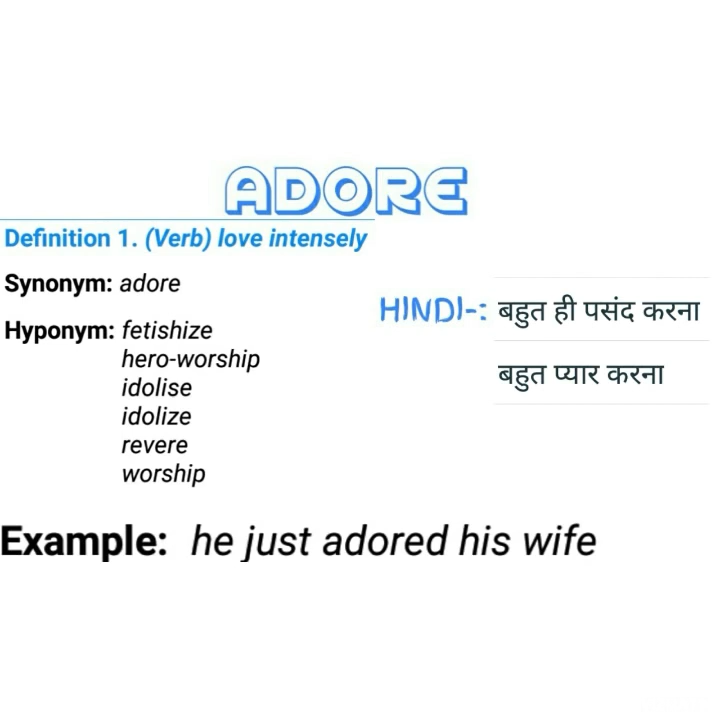 ADORE
Definition 1. (Verb) love intensely
Synonym: adore
Hyponym: fetishize
hero-worship
idolise
idolize
revere
worship
HINDI-: बहुत ही पसंद करना
बहुत प्यार करना
Example: he just adored his wife